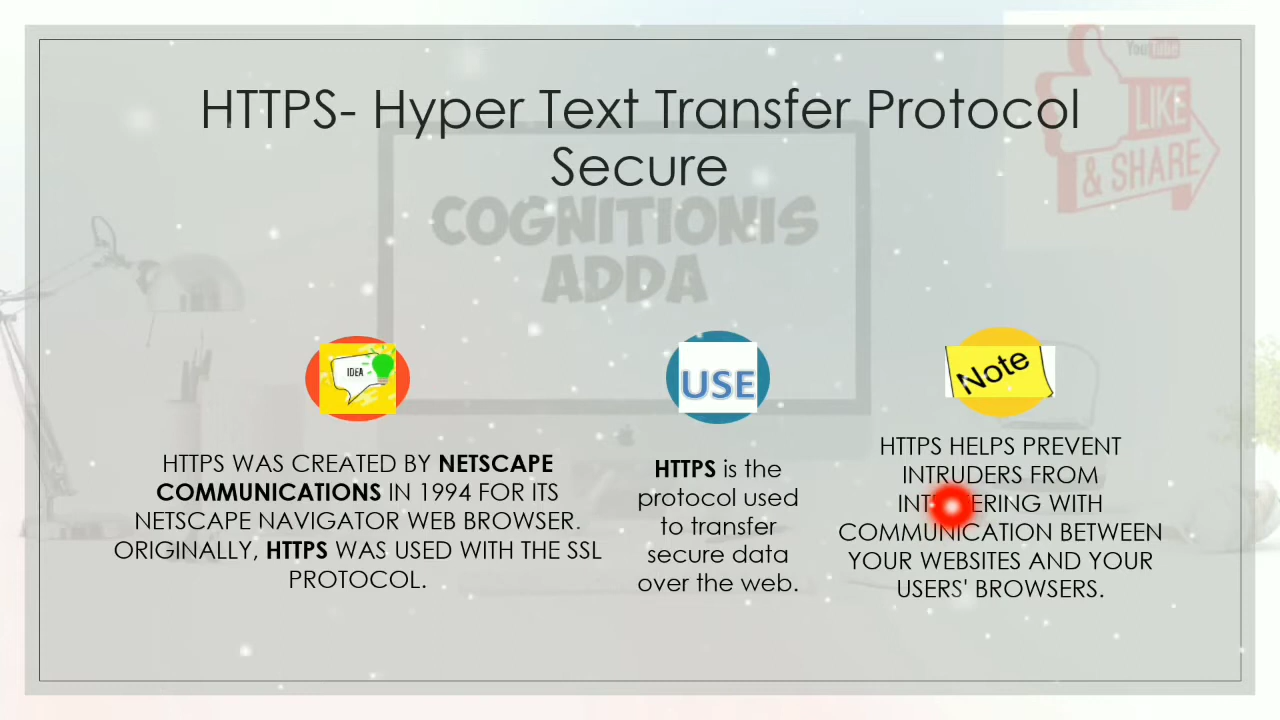 YouTube
LIKE
& SHARE
HTTPS- Hyper Text Transfer Protocol
Secure
COGNITIONIS
ADDA
IDEA
USE
Note
HTTPS WAS CREATED BY NETSCAPE
COMMUNICATIONS IN 1994 FOR ITS
NETSCAPE NAVIGATOR WEB BROWSER.
ORIGINALLY, HTTPS WAS USED WITH THE SSL
PROTOCOL.
HTTPS is the
protocol used
to transfer
secure data
over the web.
HTTPS HELPS PREVENT
INTRUDERS FROM
WITH
COMMUNICATION BETWEEN
YOUR WEBSITES AND YOUR
USERS' BROWSERS.